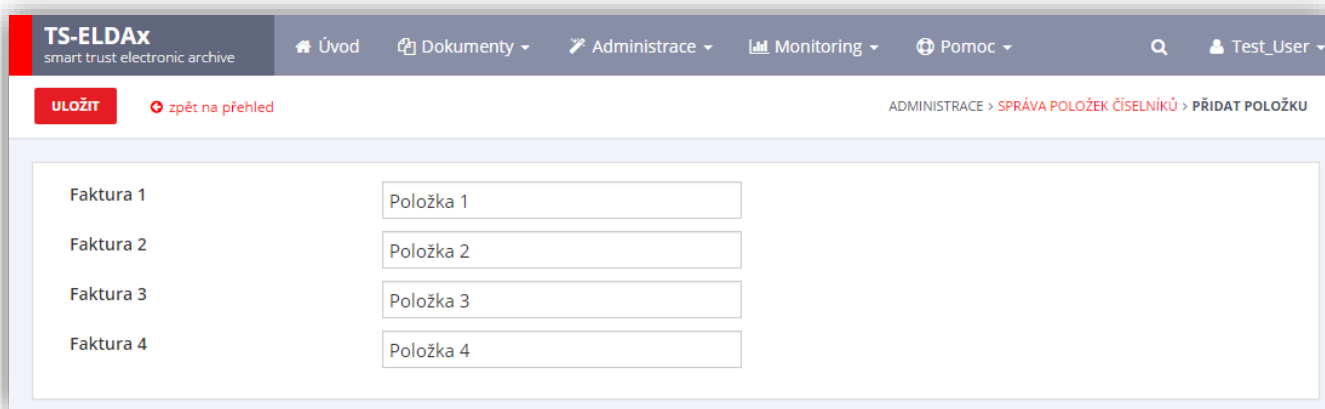 TS-ELDAx
smart trust electronic archive
Úvod Dokumenty Administrace Monitoring Pomoc Test_User
ULOŽIT zpět na přehled ADMINISTRACE > SPRÁVA POLOŽEK ČÍSELNÍKŮ > PŘIDAT POLOŽKU
Faktura 1 Položka 1
Faktura 2 Položka 2
Faktura 3 Položka 3
Faktura 4 Položka 4